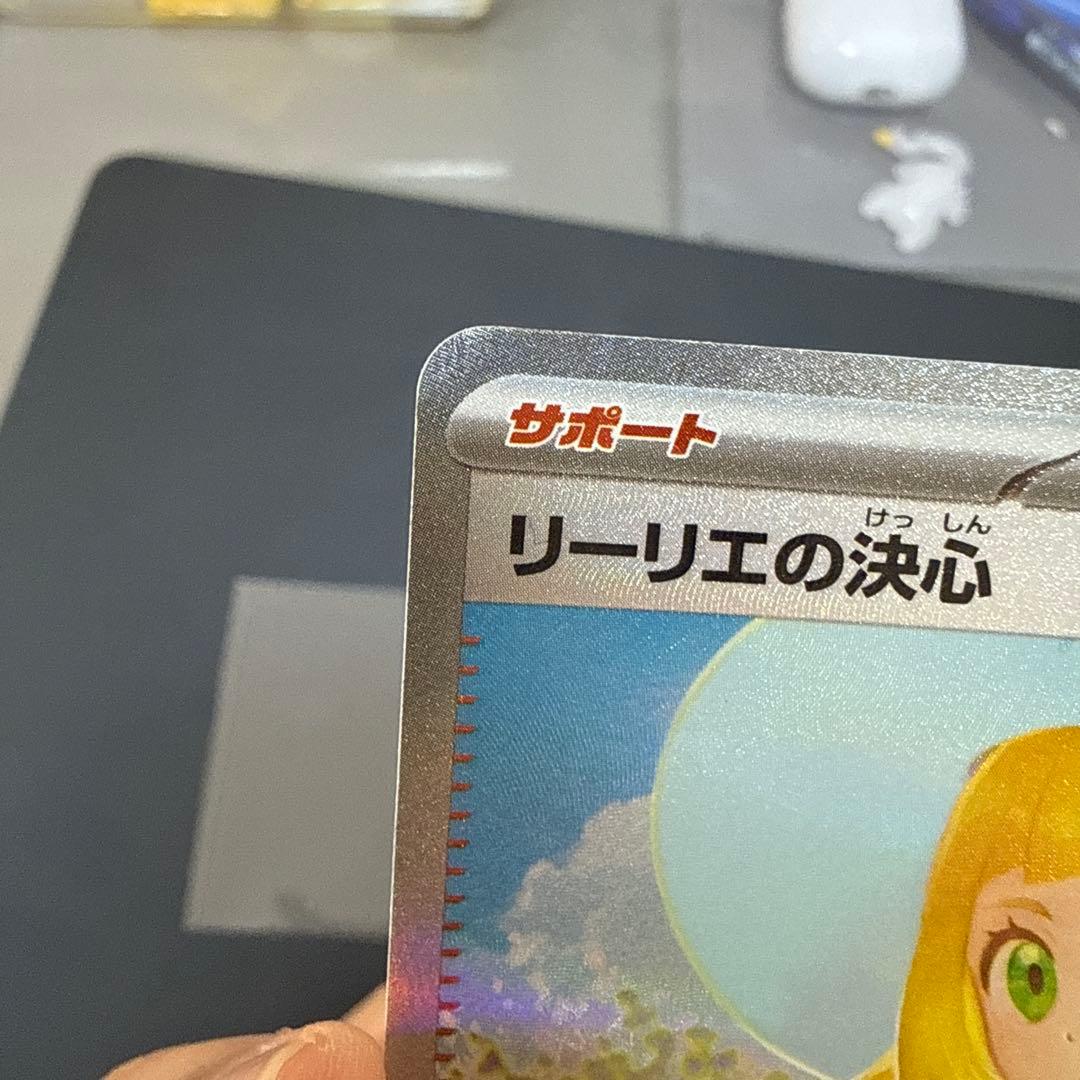 サポート
けっ しん
リーリエの決心